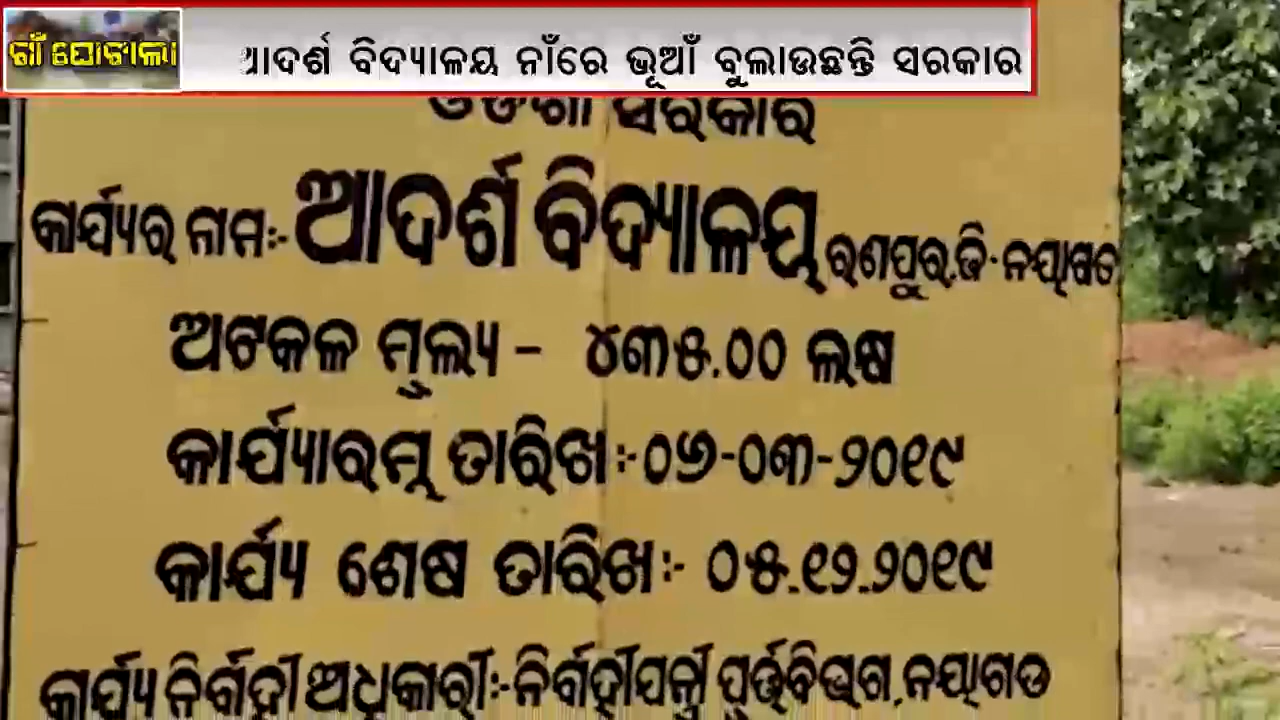 ଗାଁ ପୋଖାଲା
ଆଦର୍ଶ ବିଦ୍ୟାଳୟ ନାଁରେ ଭୂଆଁ ବୁଲାଉଛନ୍ତି ସରକାର
ସରକାର
କାର୍ଯ୍ୟର ନାମଃ- ଆଦର୍ଶ ବିଦ୍ୟାଳୟ ରଣପୁର, ଜି-ନୟାଗଡ
ଅଟକଳ ମୂଲ୍ୟ - ୪୩୫.୦୦ ଲକ୍ଷ
କାର୍ଯ୍ୟାରମ୍ଭ ତାରିଖଃ-୦୬-୦୩-୨୦୧୯
କାର୍ଯ୍ୟ ଶେଷ ତାରିଖଃ- ୦୫.୧୨.୨୦୧୯
କାର୍ଯ୍ୟ ନିର୍ବାହୀ ଅଧିକାରୀଃ-ନିର୍ବାହୀଯନ୍ତ୍ରୀ ପୂର୍ତ୍ତବିଭାଗ,ନୟାଗଡ